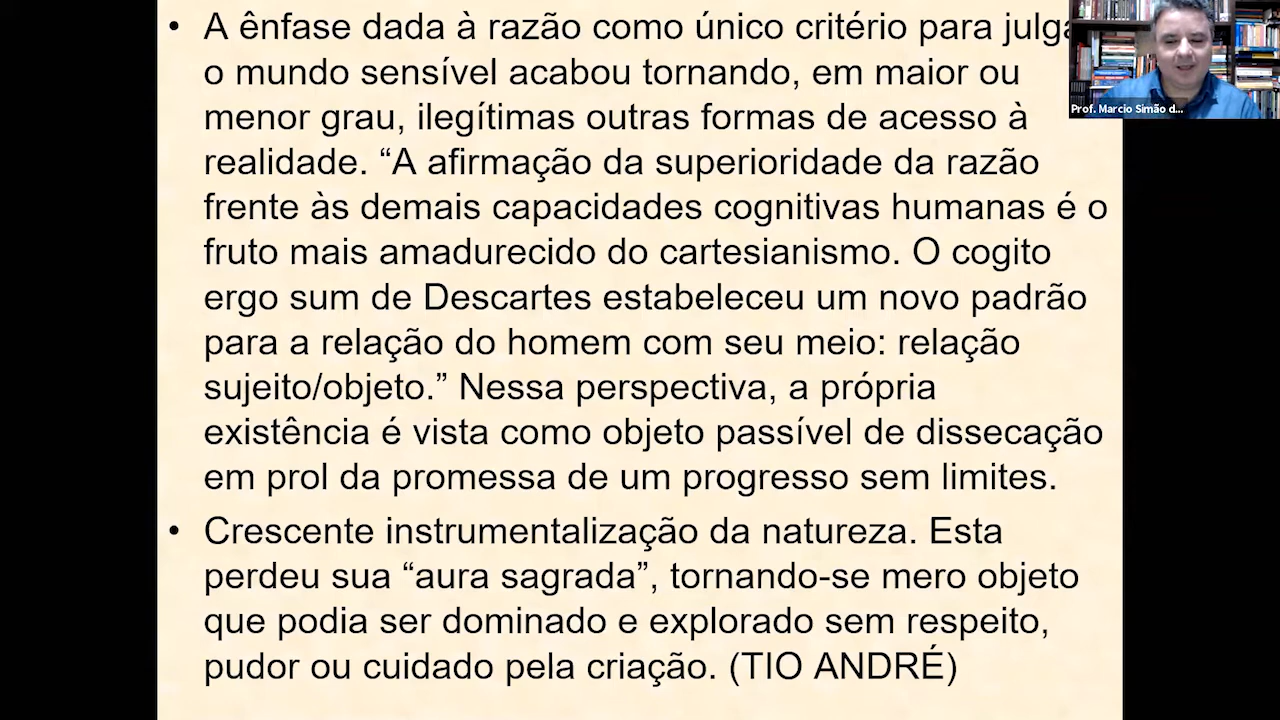 • A ênfase dada à razão como único critério para julga
o mundo sensível acabou tornando, em maior ou
menor grau, ilegítimas outras formas de acesso à
realidade. “A afirmação da superioridade da razão
frente às demais capacidades cognitivas humanas é o
fruto mais amadurecido do cartesianismo. O cogito
ergo sum de Descartes estabeleceu um novo padrão
para a relação do homem com seu meio: relação
sujeito/objeto.” Nessa perspectiva, a própria
existência é vista como objeto passível de dissecação
em prol da promessa de um progresso sem limites.
• Crescente instrumentalização da natureza. Esta
perdeu sua “aura sagrada”, tornando-se mero objeto
que podia ser dominado e explorado sem respeito,
pudor ou cuidado pela criação. (TIO ANDRÉ)
Prof. Marcio Simão d...